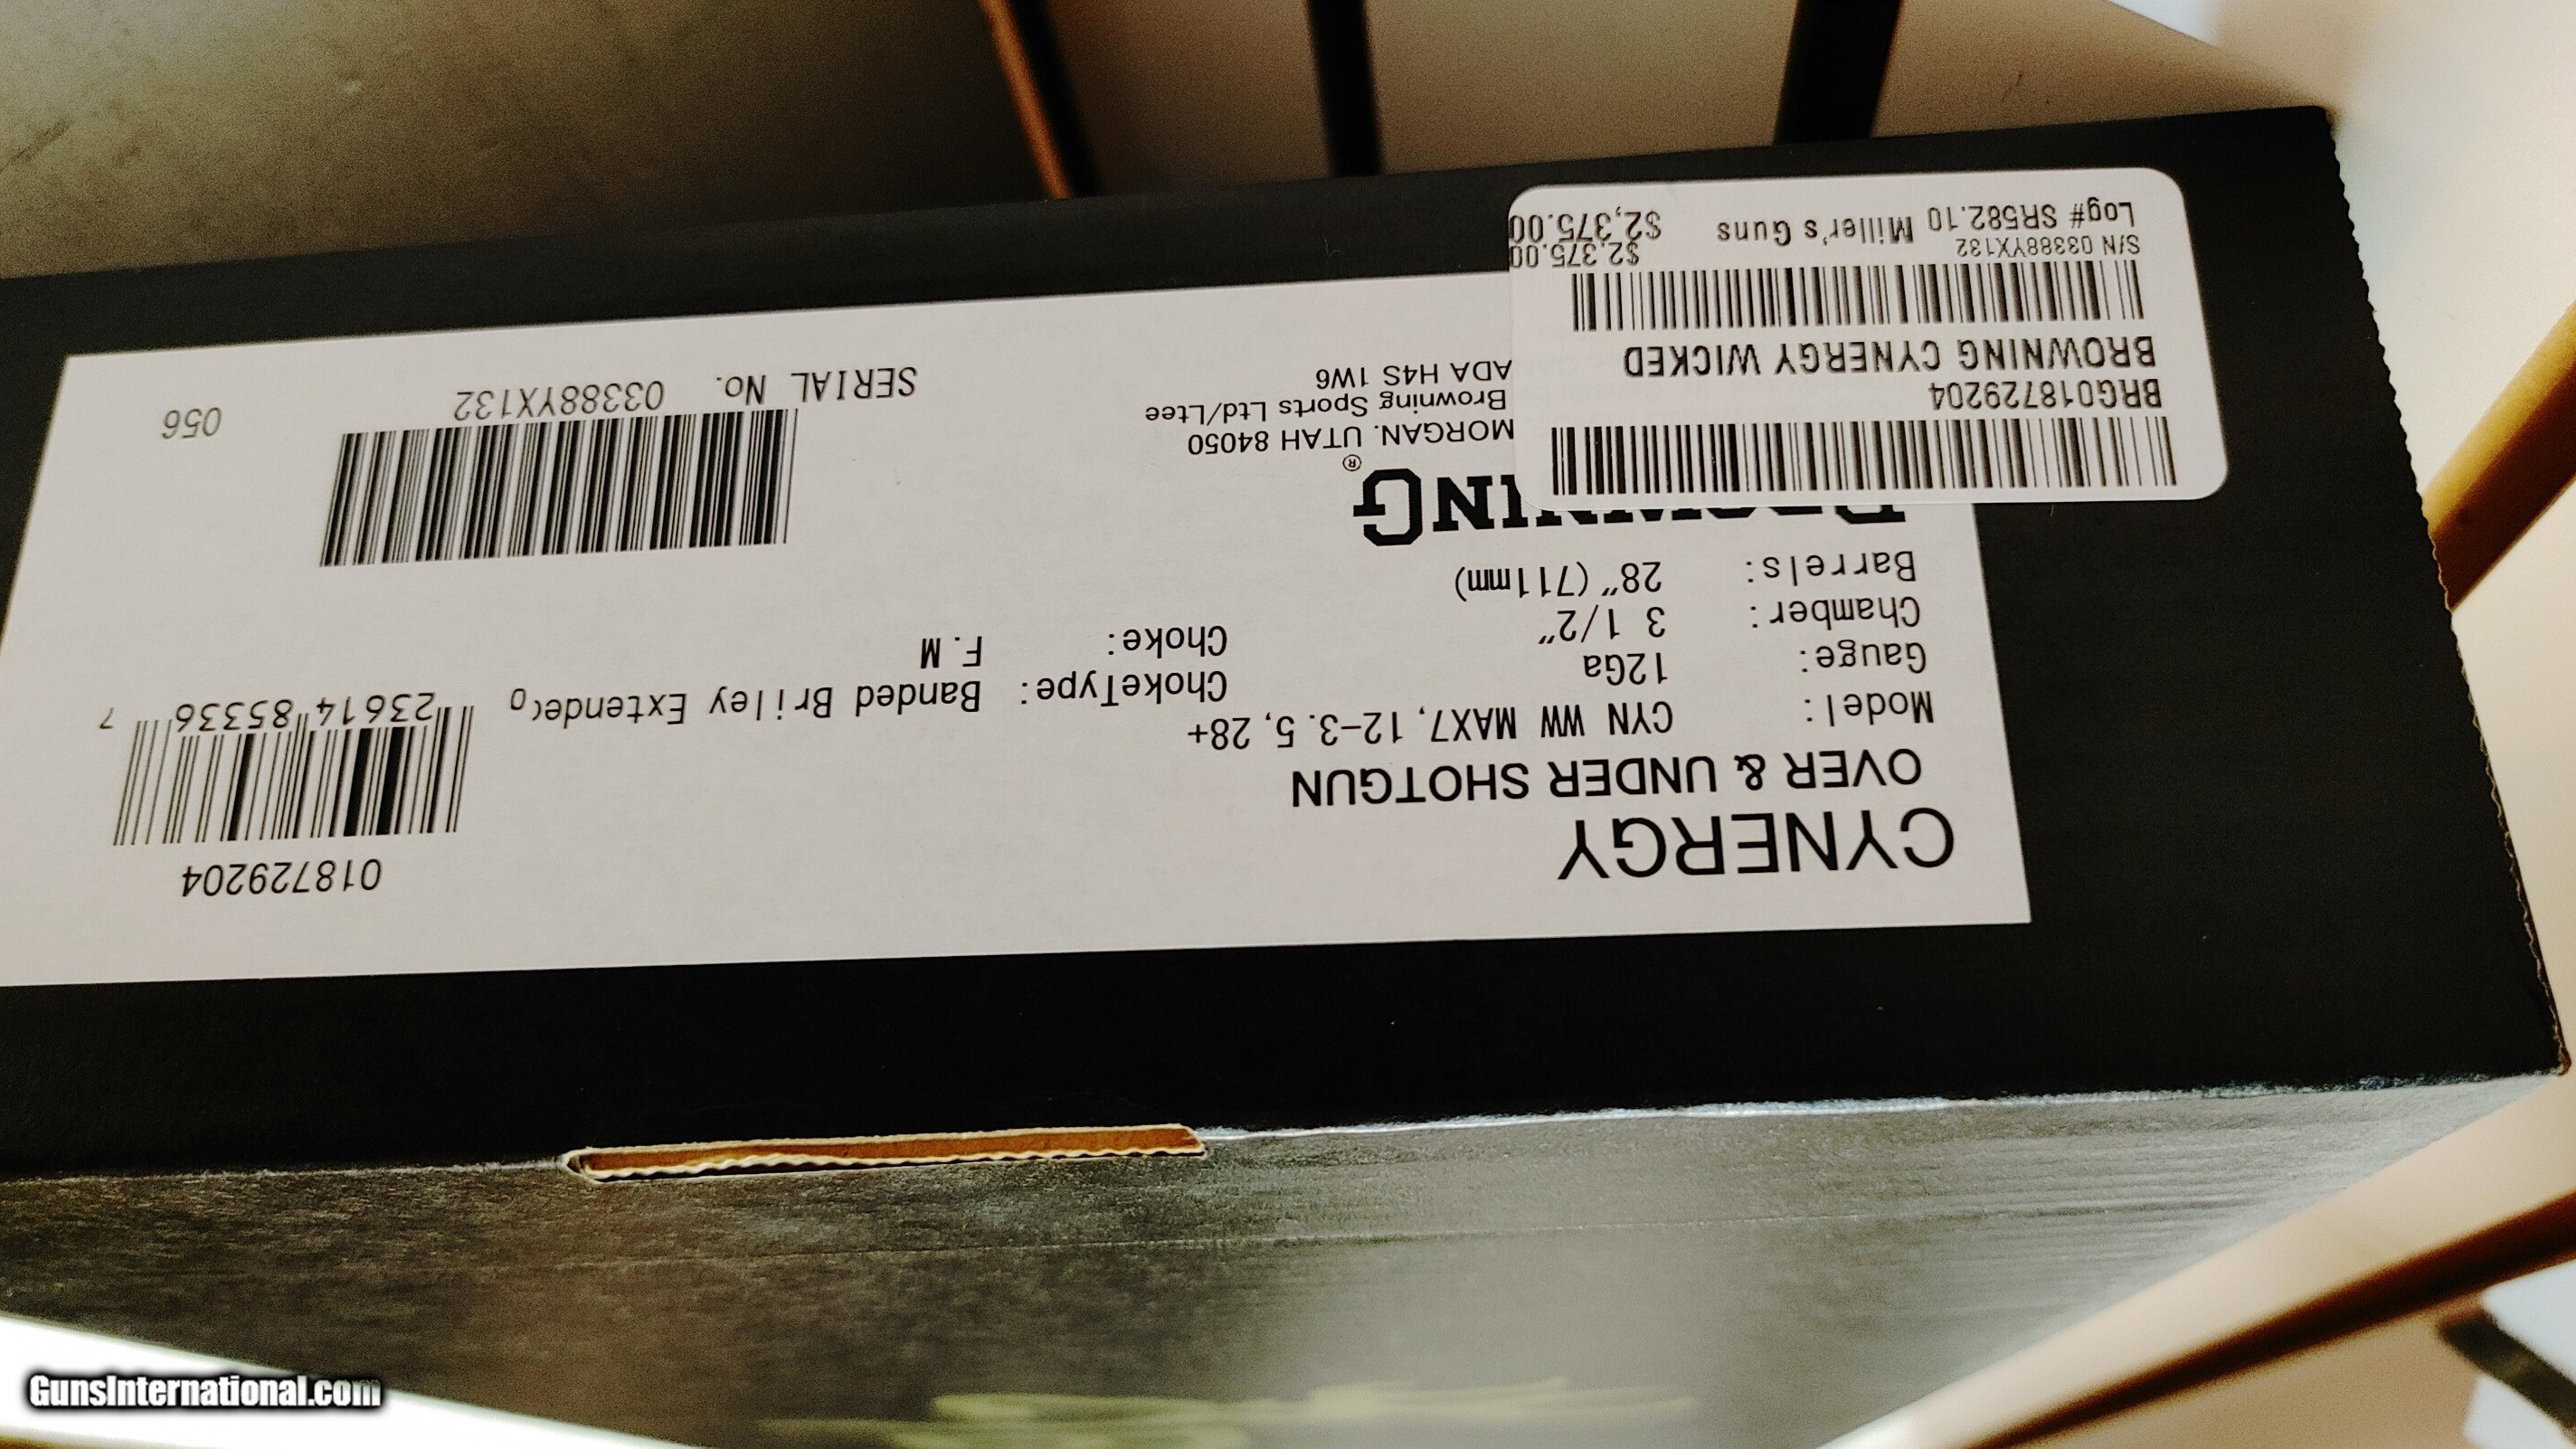 CYNERGY
OVER & UNDER SHOTGUN
Model: CYN WW MAX7, 12-3.5, 28+
Gauge: 12Ga
Chamber: 3 1/2"
Barrels: 28" (711mm)
ChokeType: Banded Briley Extende
Choke: F.M
018729204
23614 85336 7
MORGAN, UTAH 84050
Browning Sports Ltd/Ltee
ADA H4S 1W6
SERIAL No. 03388YX132
056
BRG018729204
BROWNING CYNERGY WICKED
S/N 03388YX132
$2,375.00
Log# SR582.10 Miller's Guns $2,375.00
GunsInternational.com